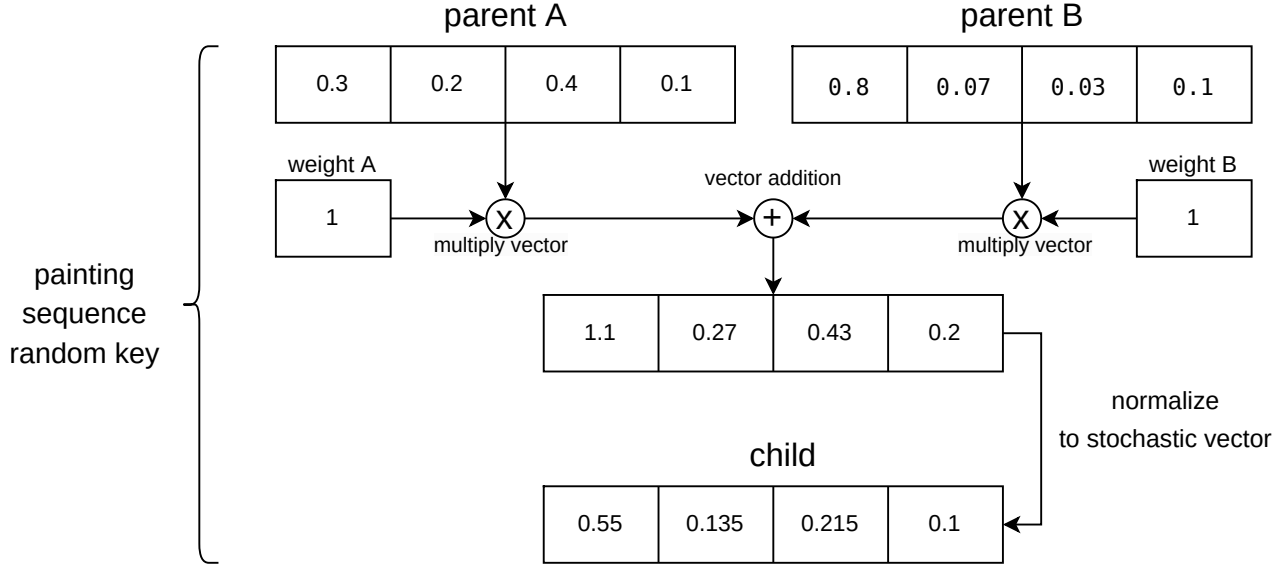 parent A
parent B
0.3 0.2 0.4 0.1
0.8 0.07 0.03 0.1
weight A
vector addition
weight B
1
x
+
x
1
multiply vector
multiply vector
painting
sequence
random key
1.1 0.27 0.43 0.2
normalize
to stochastic vector
child
0.55 0.135 0.215 0.1